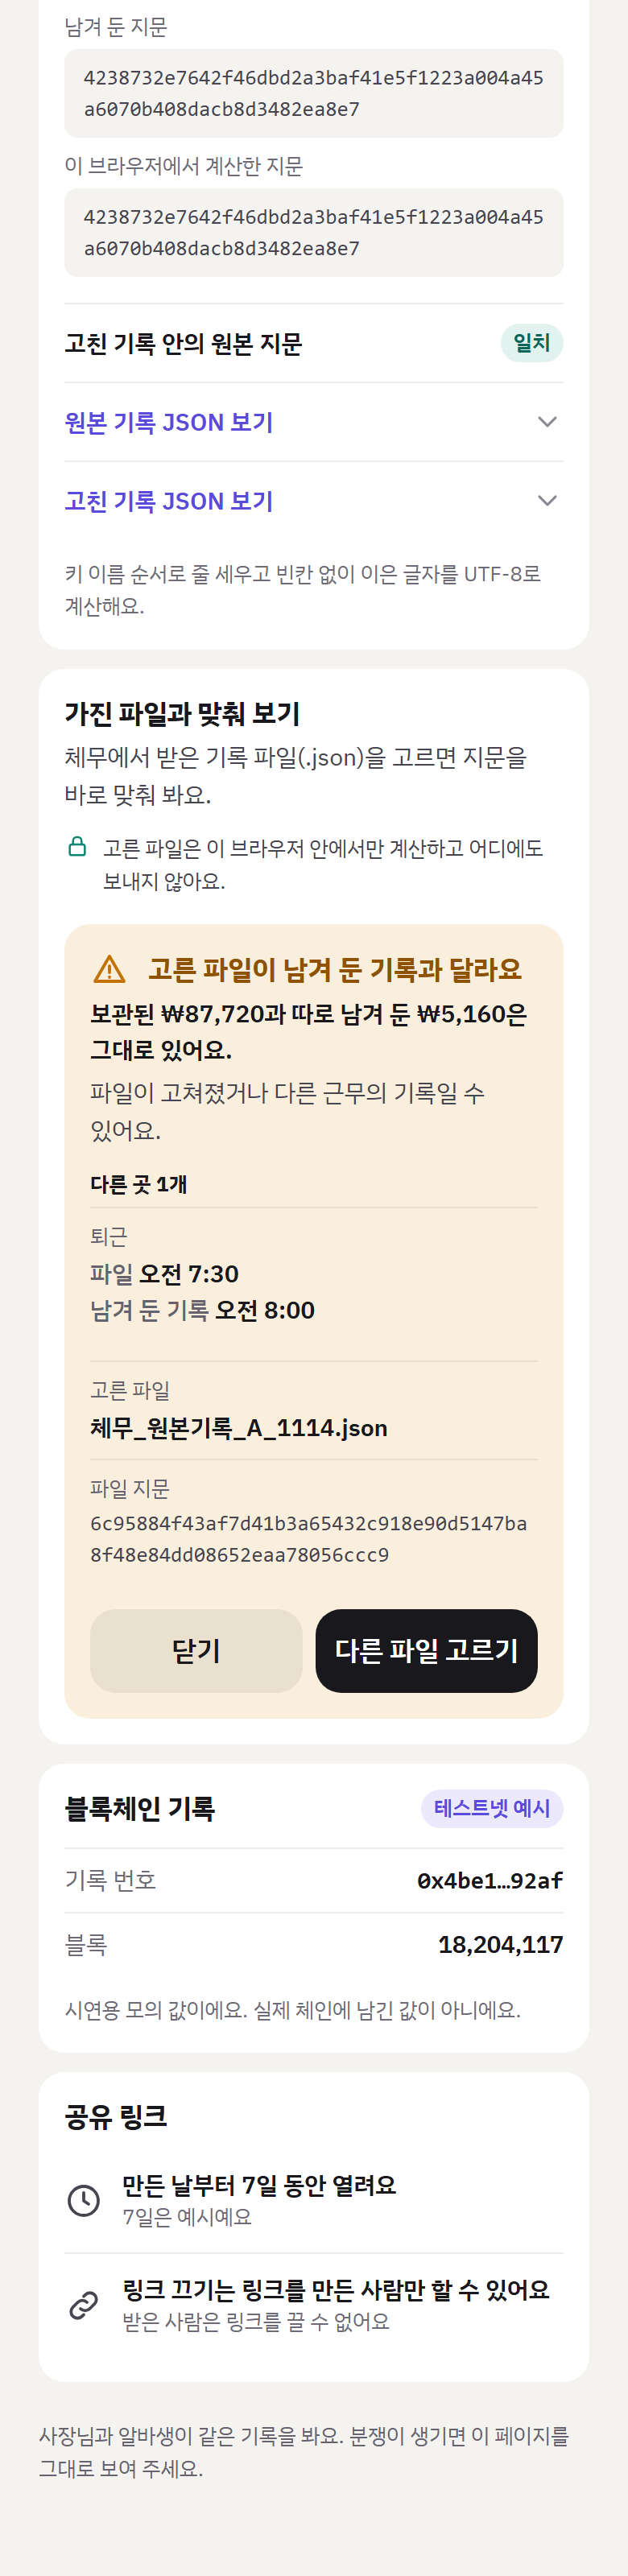 남겨 둔 지문
4238732e7642f46dbd2a3baf41e5f1223a004a45
a6070b408dacb8d3482ea8e7
이 브라우저에서 계산한 지문
4238732e7642f46dbd2a3baf41e5f1223a004a45
a6070b408dacb8d3482ea8e7
고친 기록 안의 원본 지문
일치
원본 기록 JSON 보기
고친 기록 JSON 보기
키 이름 순서로 줄 세우고 빈칸 없이 이은 글자를 UTF-8로
계산해요.
가진 파일과 맞춰 보기
체무에서 받은 기록 파일(.json)을 고르면 지문을
바로 맞춰 봐요.
고른 파일은 이 브라우저 안에서만 계산하고 어디에도
보내지 않아요.
고른 파일이 남겨 둔 기록과 달라요
보관된 ₩87,720과 따로 남겨 둔 ₩5,160은
그대로 있어요.
파일이 고쳐졌거나 다른 근무의 기록일 수
있어요.
다른 곳 1개
퇴근
파일 오전 7:30
남겨 둔 기록 오전 8:00
고른 파일
체무_원본기록_A_1114.json
파일 지문
6c95884f43af7d41b3a65432c918e90d5147ba
8f48e84dd08652eaa78056ccc9
닫기
다른 파일 고르기
블록체인 기록
테스트넷 예시
기록 번호
0x4be1…92af
블록
18,204,117
시연용 모의 값이에요. 실제 체인에 남긴 값이 아니에요.
공유 링크
만든 날부터 7일 동안 열려요
7일은 예시예요
링크 끄기는 링크를 만든 사람만 할 수 있어요
받은 사람은 링크를 끌 수 없어요
사장님과 알바생이 같은 기록을 봐요. 분쟁이 생기면 이 페이지를
그대로 보여 주세요.